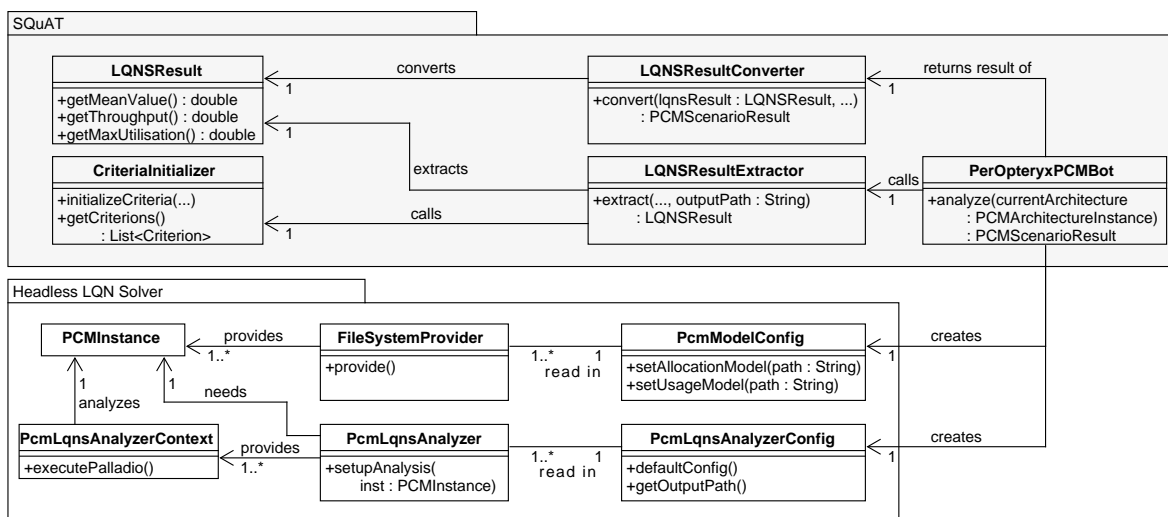 SQuAT
LQNSResult
+getMeanValue() : double
+getThroughput() : double
+getMaxUtilisation() : double
converts
1
LQNSResultConverter
+convert(lqnsResult : LQNSResult, ...)
: PCMScenarioResult
returns result of
1
1
extracts
CriteriaInitializer
+initializeCriteria(...)
+getCriterions()
: List<Criterion>
calls
1
LQNSResultExtractor
+extract(..., outputPath : String)
: LQNSResult
calls
1
PerOpteryxPCMBot
+analyze(currentArchitecture
: PCMArchitectureInstance)
: PCMScenarioResult
Headless LQN Solver
PCMInstance
provides
1..*
FileSystemProvider
+provide()
1..* 1
read in
PcmModelConfig
+setAllocationModel(path : String)
+setUsageModel(path : String)
creates
1
1
analyzes
1
needs
PcmLqnsAnalyzerContext
+executePalladio()
provides
1..*
PcmLqnsAnalyzer
+setupAnalysis(
inst : PCMInstance)
1..* 1
read in
PcmLqnsAnalyzerConfig
+defaultConfig()
+getOutputPath()
creates
1